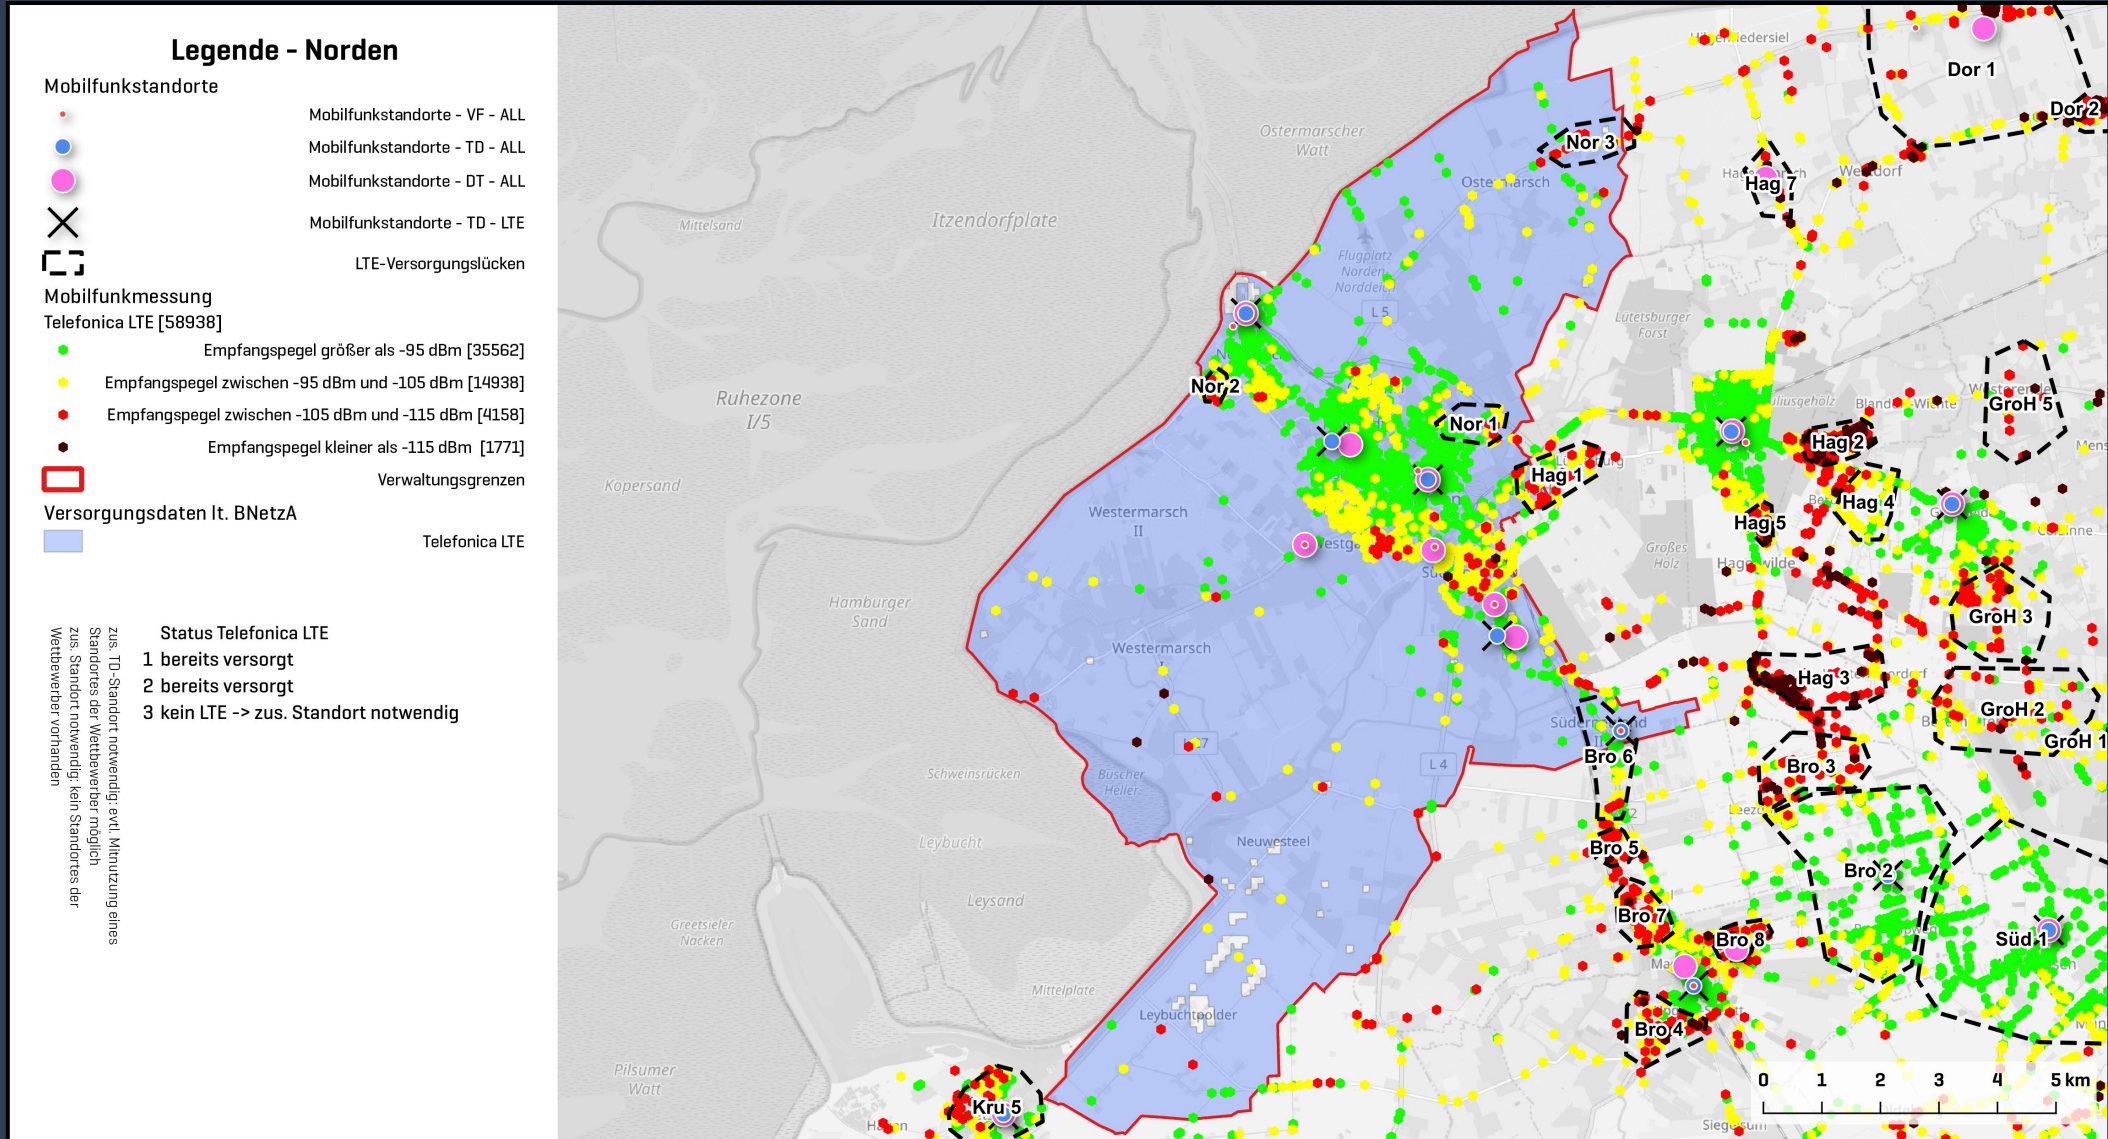 Legende - Norden
Mobilfunkstandorte
Mobilfunkstandorte - VF - ALL
Mobilfunkstandorte - TD - ALL
Mobilfunkstandorte - DT - ALL
Mobilfunkstandorte - TD - LTE
LTE-Versorgungslücken
Mobilfunkmessung
Telefonica LTE [58938]
Empfangspegel größer als -95 dBm [35562]
Empfangspegel zwischen -95 dBm und -105 dBm [14938]
Empfangspegel zwischen -105 dBm und -115 dBm [4158]
Empfangspegel kleiner als -115 dBm [1771]
Verwaltungsgrenzen
Versorgungsdaten lt. BNetzA
Telefonica LTE
Status Telefonica LTE
1 bereits versorgt
2 bereits versorgt
3 kein LTE -> zus. Standort notwendig
zus. TD-Standort notwendig: evtl. Mitnutzung eines
Standortes der Wettbewerber möglich
zus. Standort notwendig: kein Standortes der
Wettbewerber vorhanden
Dor 1
Dor 2
Ostermarscher
Watt
Nor 3
Hag 7
Ostermarsch
Mittelsand
Itzendorfplate
Flugplatz
Norden
Norddeich
L 5
Lütetsburger
Forst
Nor 2
Ruhezone
I/5
Nor 1
Hag 2
Blandorf-Wichte
GroH 5
Kopersand
Hag 1
Hag 4
Westermarsch
II
Hag 5
Großes
Holz
Hamburger
Sand
GroH 3
Westermarsch
Hag 3
GroH 2
GroH 1
Schweinsrücken
Buscher
Heller
L 4
Bro 6
Bro 3
Leybucht
Neuwesteel
Bro 5
Bro 2
Leysand
Greetsieler
Nacken
Bro 7
Bro 8
Süd 1
Mittelplate
Leybuchtpolder
Bro 4
Pilsumer
Watt
Kru 5
0 1 2 3 4 5 km